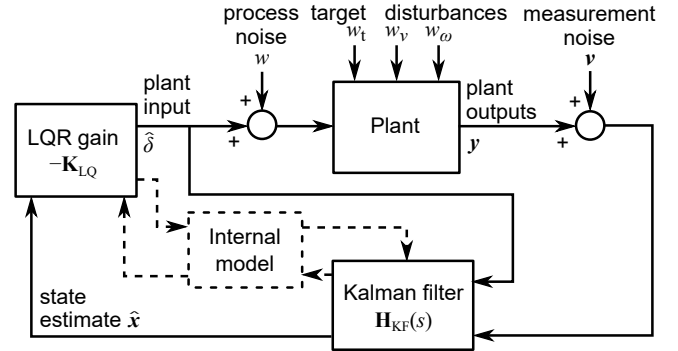 process
noise
w
target
w_t
disturbances
w_v
w_ω
measurement
noise
v
plant
input
+
+
LQR gain
−K_LQ
δ̂
Plant
plant
outputs
y
+
+
Internal
model
Kalman filter
H_KF(s)
state
estimate x̂